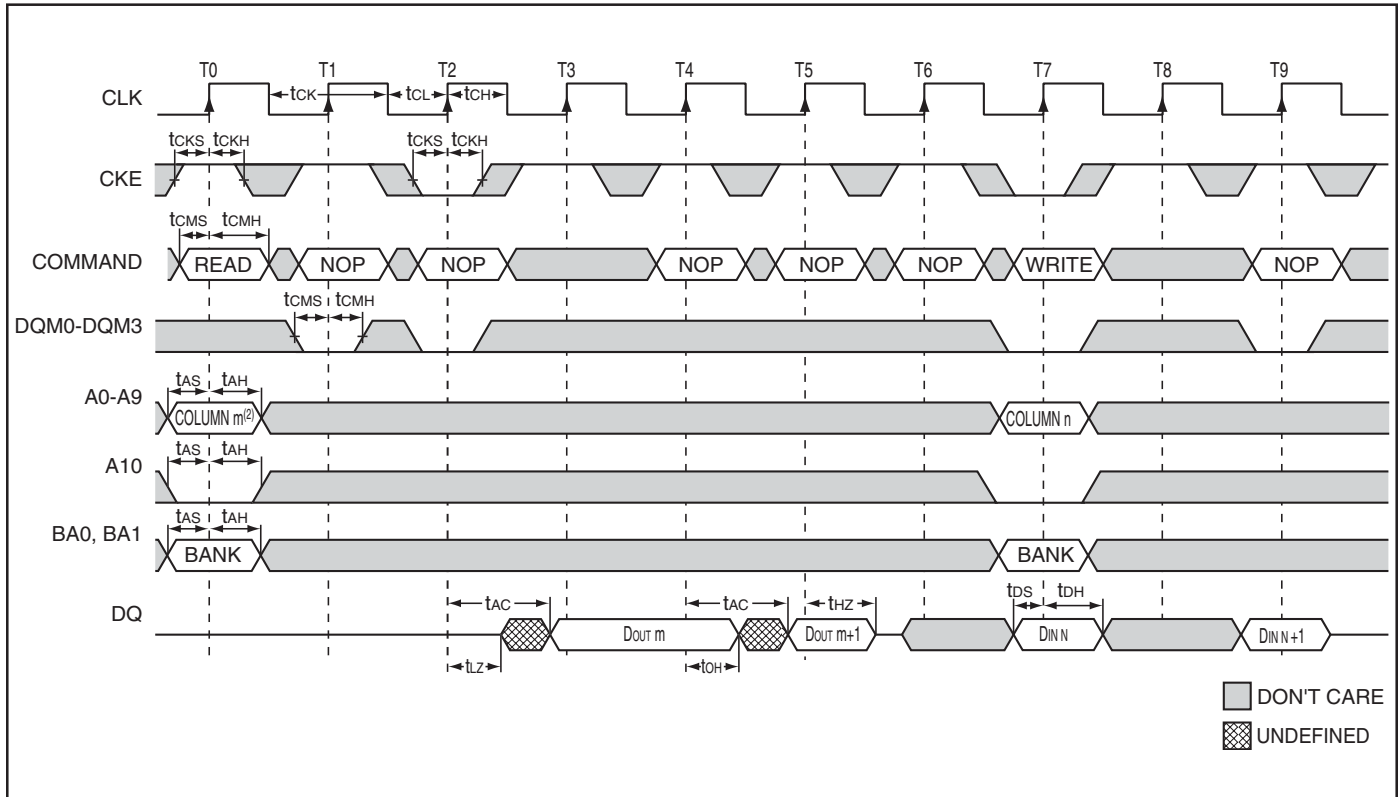 T0 T1 T2 T3 T4 T5 T6 T7 T8 T9
CLK tCK tCL tCH
tCKS tCKH tCKS tCKH
CKE
tCMS tCMH
COMMAND READ NOP NOP NOP NOP NOP WRITE NOP
tCMS tCMH
DQM0-DQM3
tAS tAH
A0-A9 COLUMN m(2) COLUMN n
tAS tAH
A10
tAS tAH
BA0, BA1 BANK BANK
tAC tAC tHZ tDS tDH
DQ DOUT m DOUT m+1 DIN N DIN N+1
tLZ tOH
DON'T CARE
UNDEFINED